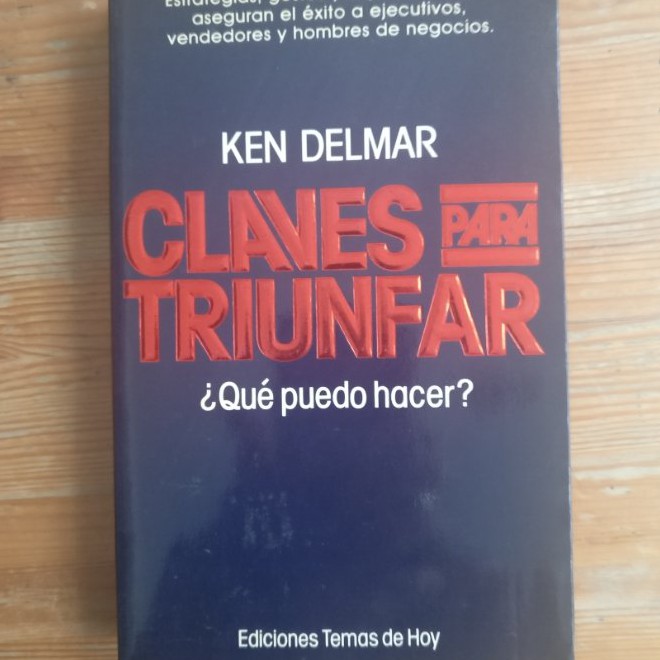 Estrategias,
aseguran el éxito a ejecutivos,
vendedores y hombres de negocios.
KEN DELMAR
CLAVES PARA
TRIUNFAR
¿Qué puedo hacer?
Ediciones Temas de Hoy